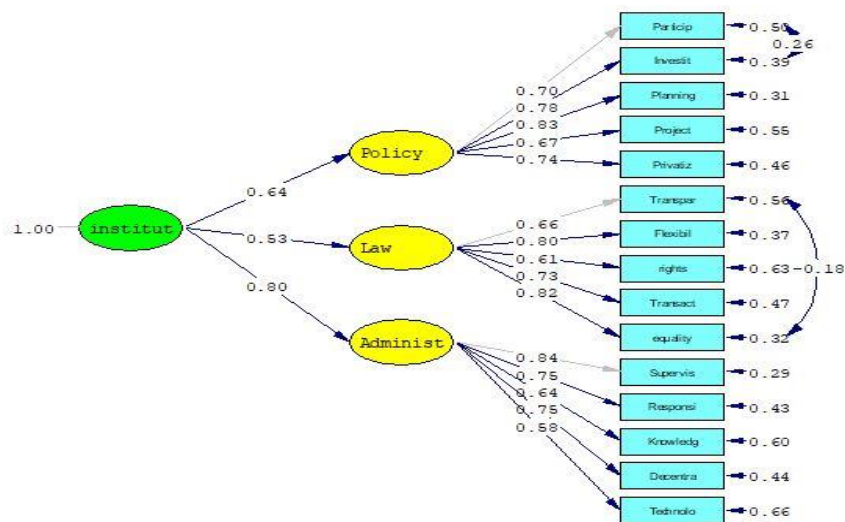 Particip
0.50
0.26
Investit
0.39
Planning
0.31
0.70
0.78
0.83
0.67
0.74
Project
0.55
Policy
Privatiz
0.46
0.64
Transpar
0.56
1.00
institut
0.66
0.80
0.61
0.73
0.82
Flexibil
0.37
0.53
Law
rights
0.63
-0.18
0.80
Transact
0.47
equality
0.32
Administ
0.84
0.75
0.64
0.75
0.58
Supervis
0.29
Responsi
0.43
Knowledg
0.60
Decentra
0.44
Technolo
0.66